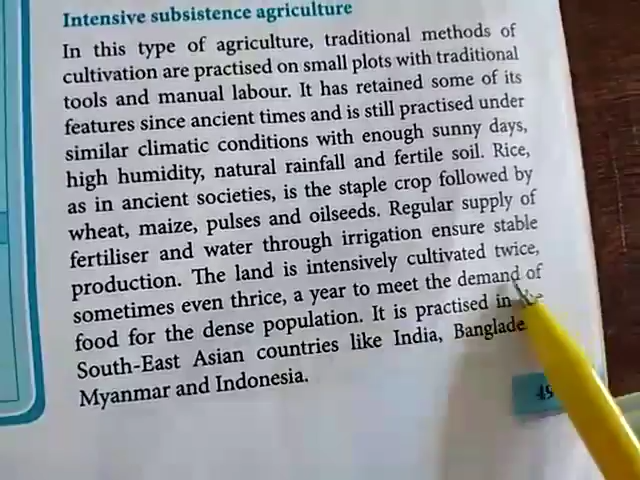 Intensive subsistence agriculture
In this type of agriculture, traditional methods of
cultivation are practised on small plots with traditional
tools and manual labour. It has retained some of its
features since ancient times and is still practised under
similar climatic conditions with enough sunny days,
high humidity, natural rainfall and fertile soil. Rice,
as in ancient societies, is the staple crop followed by
wheat, maize, pulses and oilseeds. Regular supply of
fertiliser and water through irrigation ensure stable
production. The land is intensively cultivated twice,
sometimes even thrice, a year to meet the demand of
food for the dense population. It is practised in
South-East Asian countries like India,
Myanmar and Indonesia.